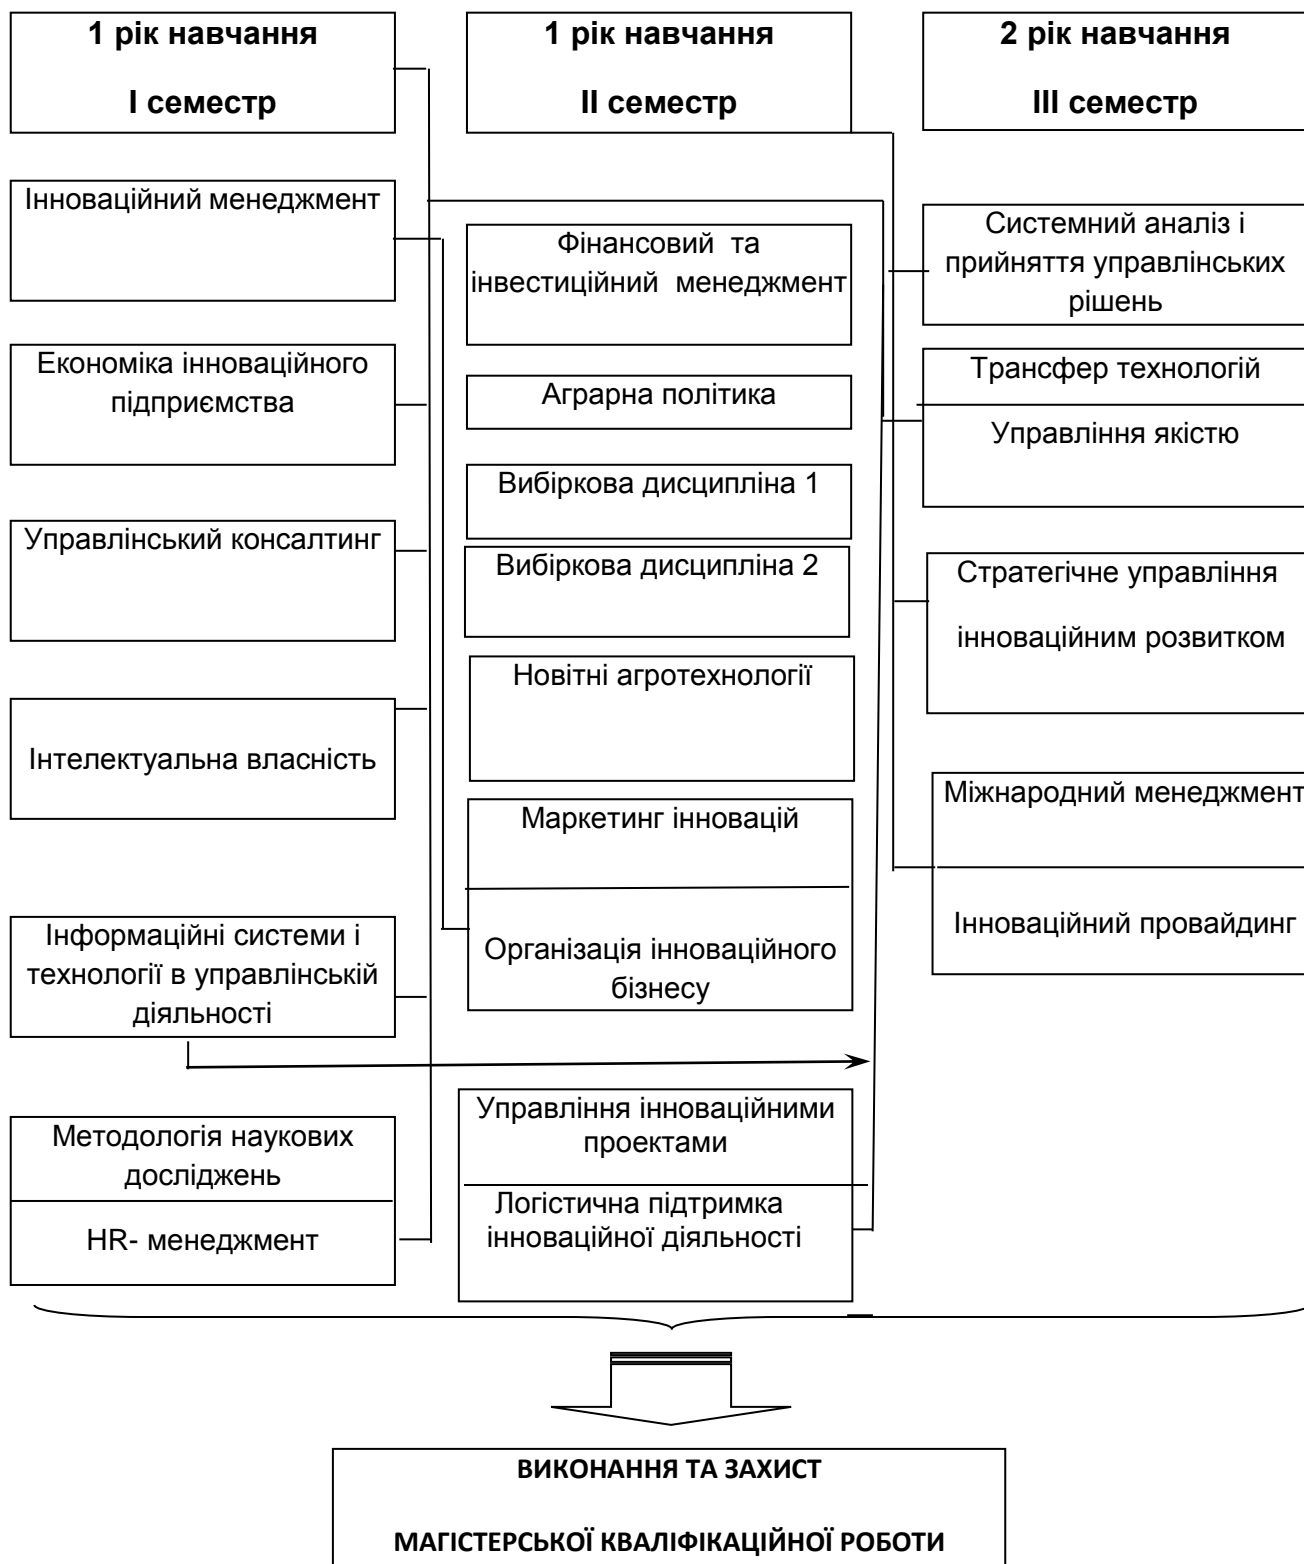 1 рік навчання
I семестр
1 рік навчання
II семестр
2 рік навчання
III семестр
Інноваційний менеджмент
Економіка інноваційного
підприємства
Управлінський консалтинг
Інтелектуальна власність
Інформаційні системи і
технології в управлінській
діяльності
Методологія наукових
досліджень
HR- менеджмент
Фінансовий та
інвестиційний менеджмент
Аграрна політика
Вибіркова дисципліна 1
Вибіркова дисципліна 2
Новітні агротехнології
Маркетинг інновацій
Організація інноваційного
бізнесу
Управління інноваційними
проектами
Логістична підтримка
інноваційної діяльності
Системний аналіз і
прийняття управлінських
рішень
Трансфер технологій
Управління якістю
Стратегічне управління
інноваційним розвитком
Міжнародний менеджмент
Інноваційний провайдинг
ВИКОНАННЯ ТА ЗАХИСТ
МАГІСТЕРСЬКОЇ КВАЛІФІКАЦІЙНОЇ РОБОТИ